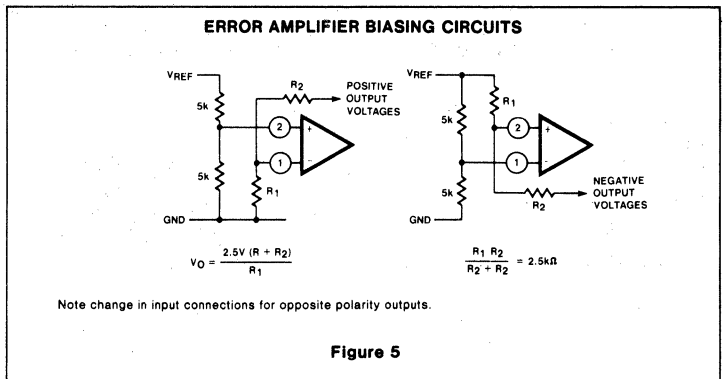 ERROR AMPLIFIER BIASING CIRCUITS
VREF
5k
5k
GND
R2
R1
2
1
+
−
POSITIVE
OUTPUT
VOLTAGES
VO = 2.5V (R + R2) / R1
VREF
5k
5k
GND
R1
2
1
+
−
R2
NEGATIVE
OUTPUT
VOLTAGES
R1 R2 / R2 + R2 = 2.5kΩ
Note change in input connections for opposite polarity outputs.
Figure 5